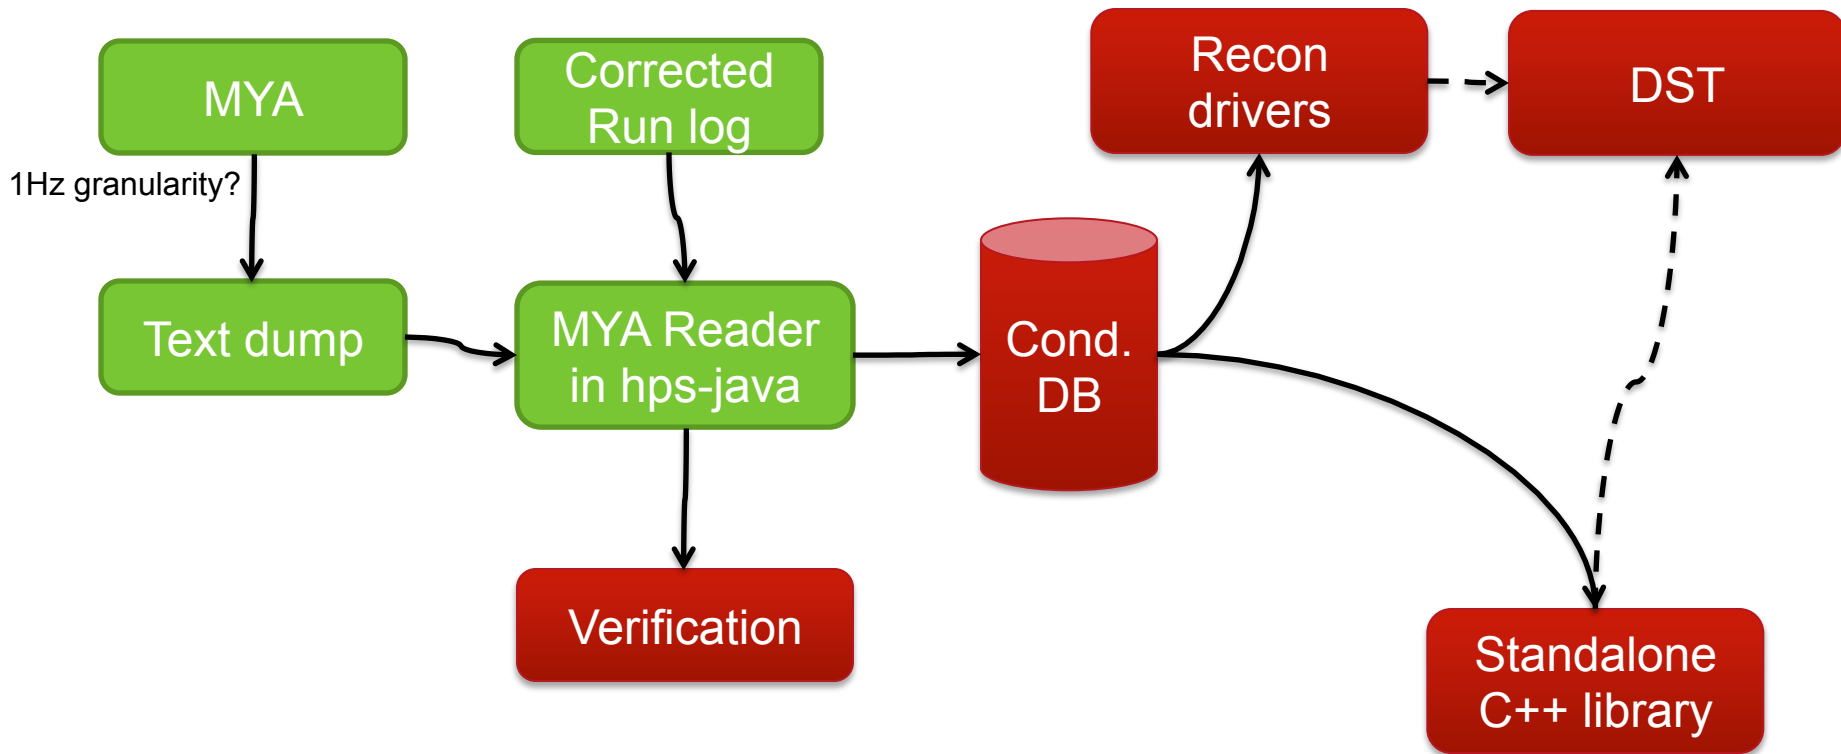 MYA
Corrected
Run log
Recon
drivers
DST
1Hz granularity?
Text dump
MYA Reader
in hps-java
Cond.
DB
Verification
Standalone
C++ library